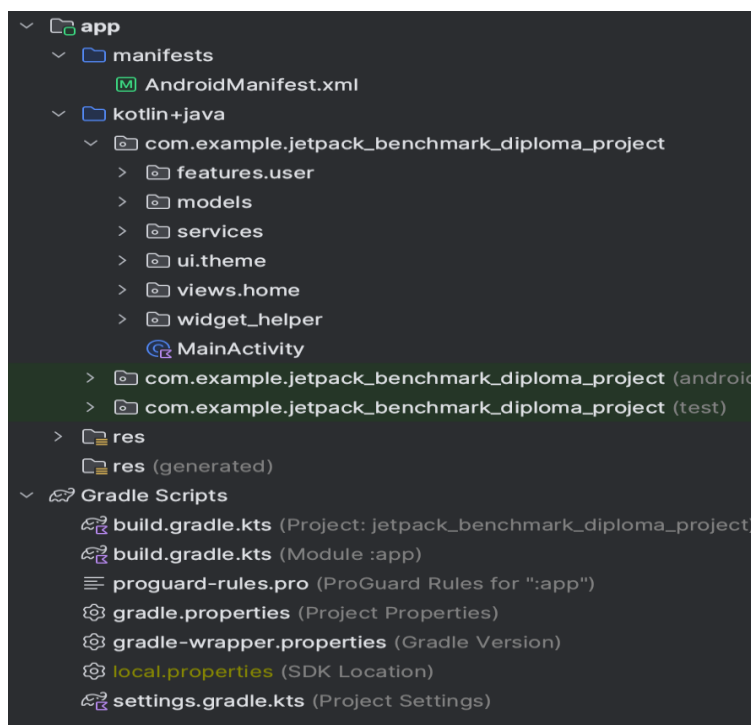 app
manifests
AndroidManifest.xml
kotlin+java
com.example.jetpack_benchmark_diploma_project
features.user
models
services
ui.theme
views.home
widget_helper
MainActivity
com.example.jetpack_benchmark_diploma_project (android
com.example.jetpack_benchmark_diploma_project (test)
res
res (generated)
Gradle Scripts
build.gradle.kts (Project: jetpack_benchmark_diploma_project)
build.gradle.kts (Module :app)
proguard-rules.pro (ProGuard Rules for ":app")
gradle.properties (Project Properties)
gradle-wrapper.properties (Gradle Version)
local.properties (SDK Location)
settings.gradle.kts (Project Settings)